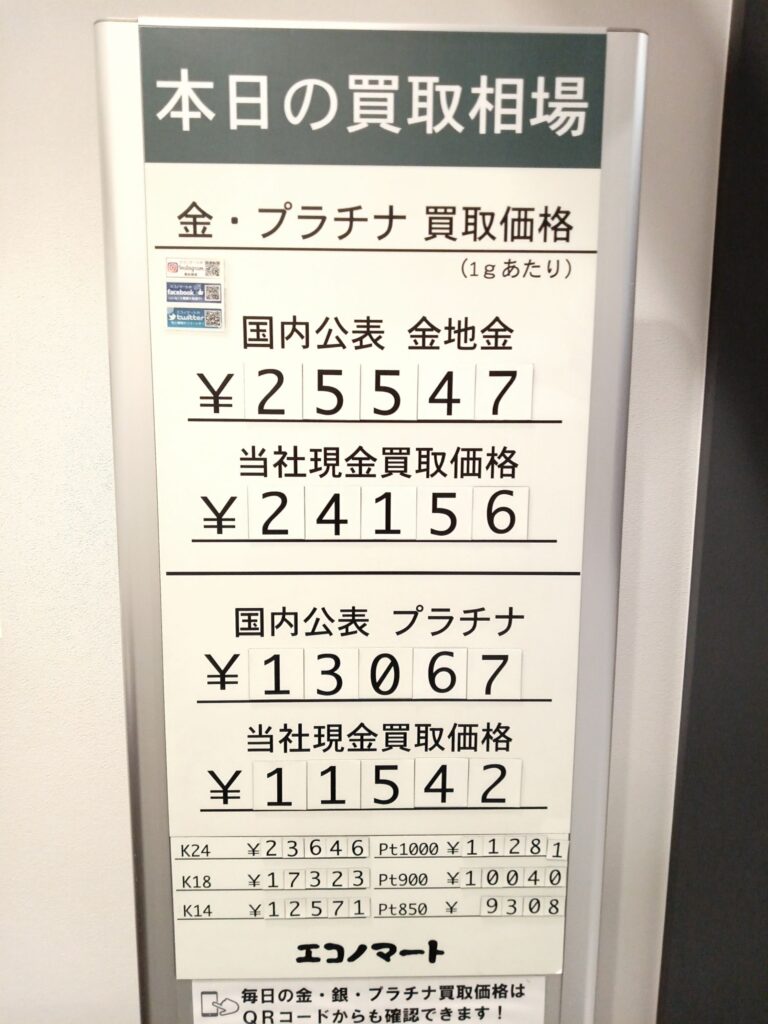 本日の買取相場
金・プラチナ 買取価格
(1gあたり)
Instagram
facebook
twitter
国内公表 金地金
¥25547
当社現金買取価格
¥24156
国内公表 プラチナ
¥13067
当社現金買取価格
¥11542
K24 ¥23646 Pt1000 ¥11281
K18 ¥17323 Pt900 ¥10040
K14 ¥12571 Pt850 ¥ 9308
エコノマート
毎日の金・銀・プラチナ買取価格は
QRコードからも確認できます！